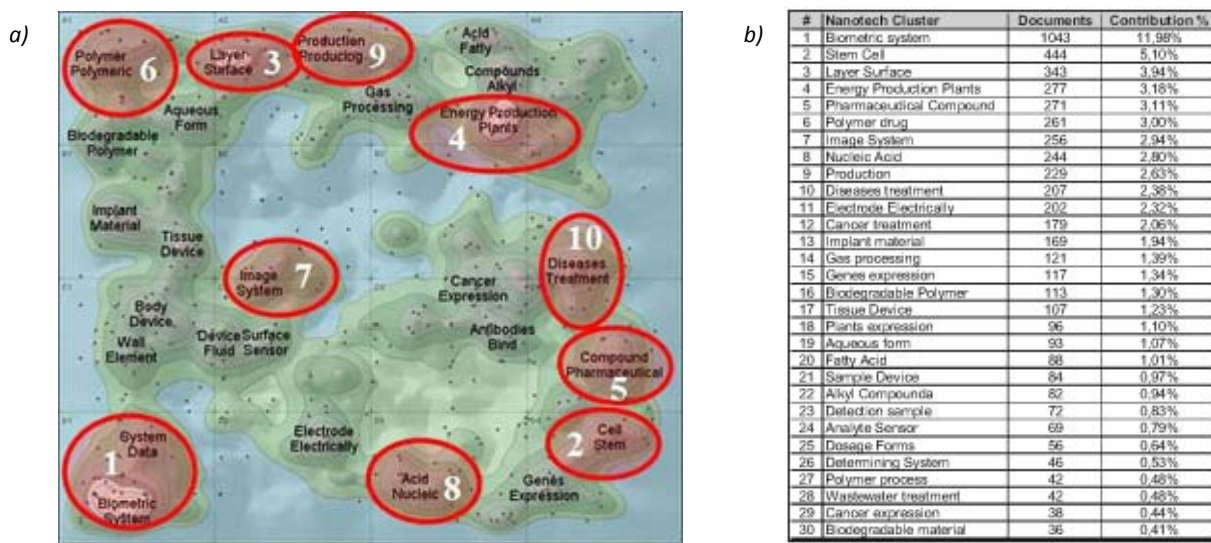 a)
Polymer
Polymeric
6
Layer
Surface
3
Production
Producing
9
Acid
Fatty
Compounds
Alkyl
Gas
Processing
Energy Production
Plants
4
Aqueous
Form
Biodegradable
Polymer
Implant
Material
Tissue
Device
Image
System
7
10
Diseases
Treatment
Cancer
Expression
Body
Device
Wall
Element
Device
Fluid
Surface
Sensor
Antibodies
Bind
Compound
Pharmaceutical
5
Electrode
Electrically
Cell
Stem
2
System
Data
1
Biometric
System
Acid
Nucleic
8
Genes
Expression
b)
# Nanotech Cluster Documents Contribution %
1 Biometric system 1043 11,98%
2 Stem Cell 444 5,10%
3 Layer Surface 343 3,94%
4 Energy Production Plants 277 3,18%
5 Pharmaceudical Compound 271 3,11%
6 Polymer drug 261 3,00%
7 Image System 256 2,94%
8 Nucleic Acid 244 2,80%
9 Production 229 2,63%
10 Diseases treatment 207 2,38%
11 Electrode Electrically 202 2,32%
12 Cancer treatment 179 2,06%
13 Implant material 169 1,94%
14 Gas processing 121 1,39%
15 Genes expression 117 1,34%
16 Biodegradable Polymer 113 1,30%
17 Tissue Device 107 1,23%
18 Plants expression 96 1,10%
19 Aqueous form 93 1,07%
20 Fatty Acid 88 1,01%
21 Sample Device 84 0,97%
22 Alkyl Compounda 82 0,94%
23 Detection sample 72 0,83%
24 Analyte Sensor 69 0,79%
25 Dosage Forms 56 0,64%
26 Determining System 46 0,53%
27 Polymer process 42 0,48%
28 Wastewater treatment 42 0,48%
29 Cancer expression 38 0,44%
30 Biodegradable material 36 0,41%